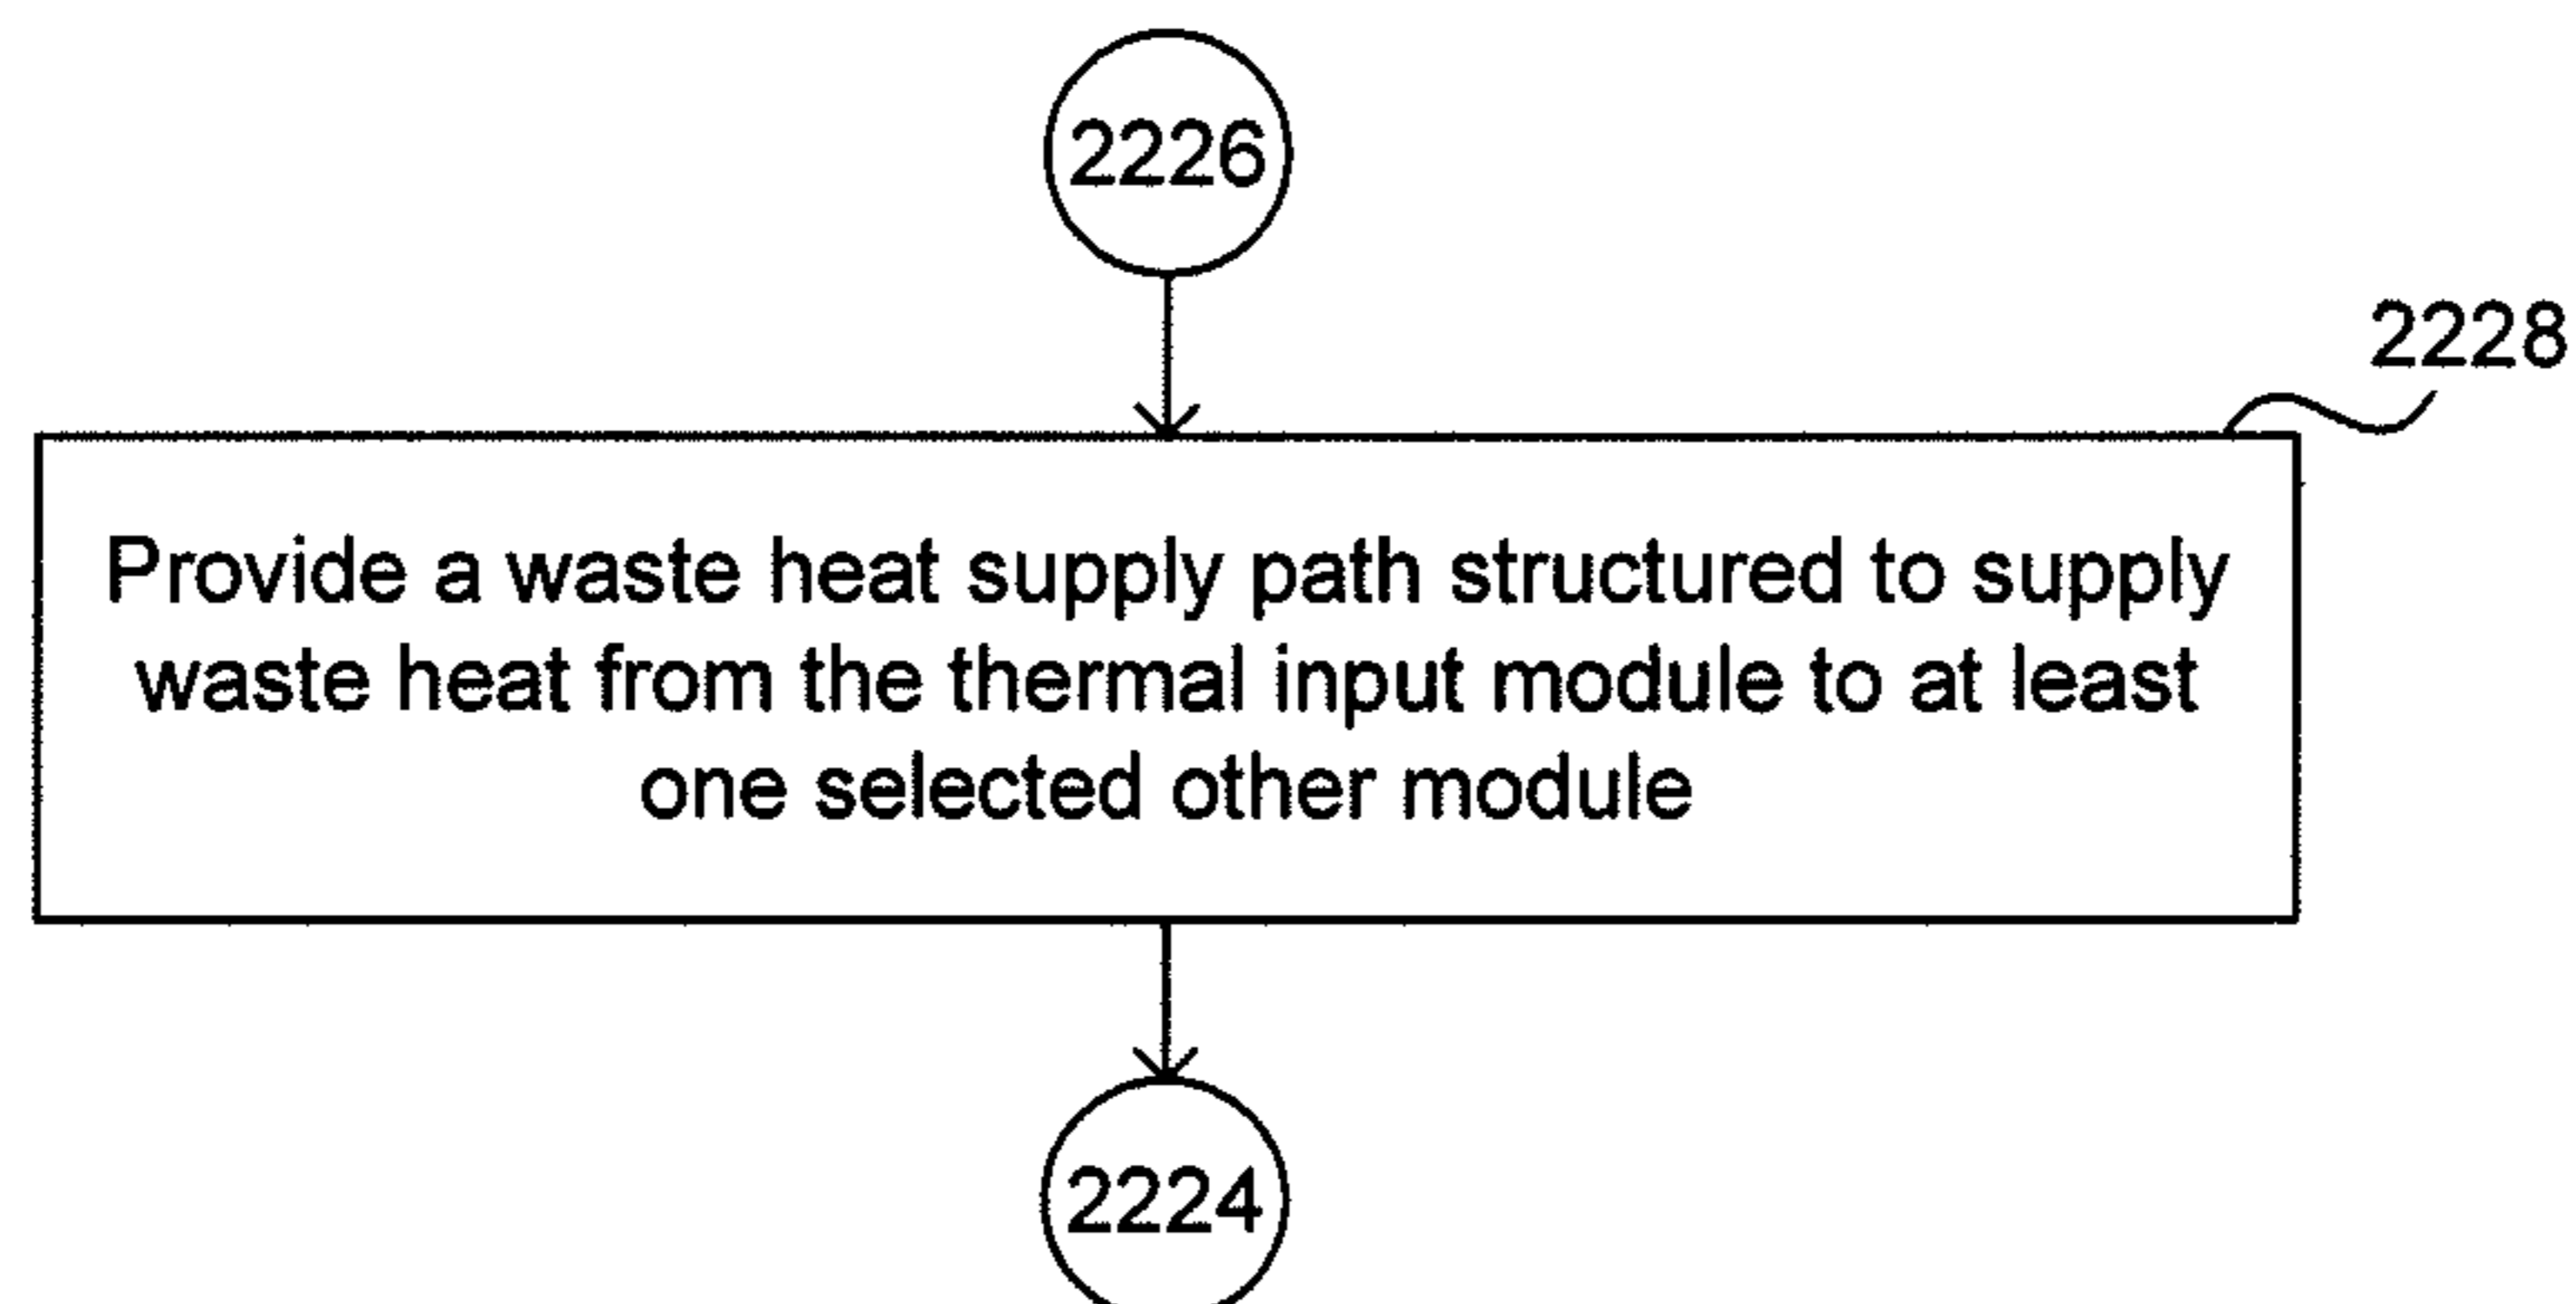 2226
2228
Provide a waste heat supply path structured to supply
waste heat from the thermal input module to at least
one selected other module
2224